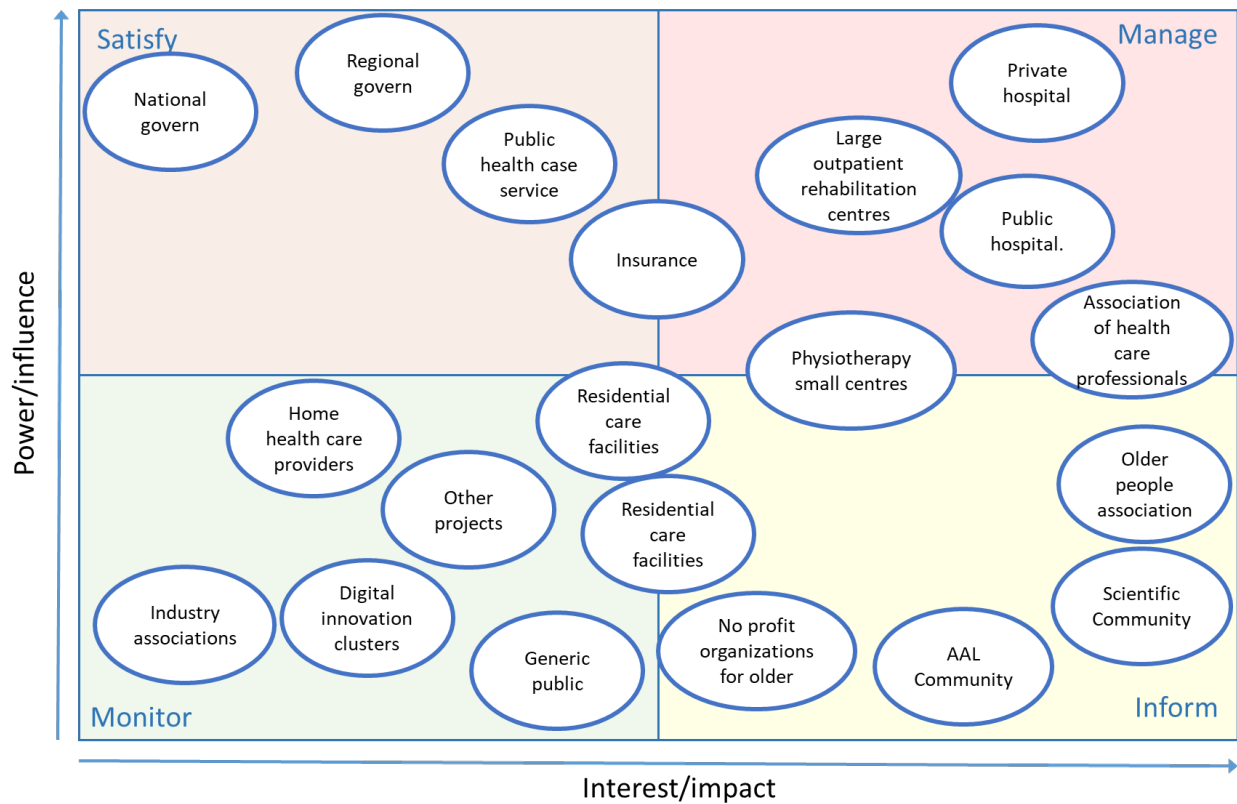 Satisfy
Manage
National
govern
Regional
govern
Public
health case
service
Insurance
Private
hospital
Large
outpatient
rehabilitation
centres
Public
hospital.
Association
of health
care
professionals
Physiotherapy
small centres
Power/influence
Home
health care
providers
Residential
care
facilities
Other
projects
Residential
care
facilities
Older
people
association
Industry
associations
Digital
innovation
clusters
Generic
public
No profit
organizations
for older
AAL
Community
Scientific
Community
Monitor
Inform
Interest/impact